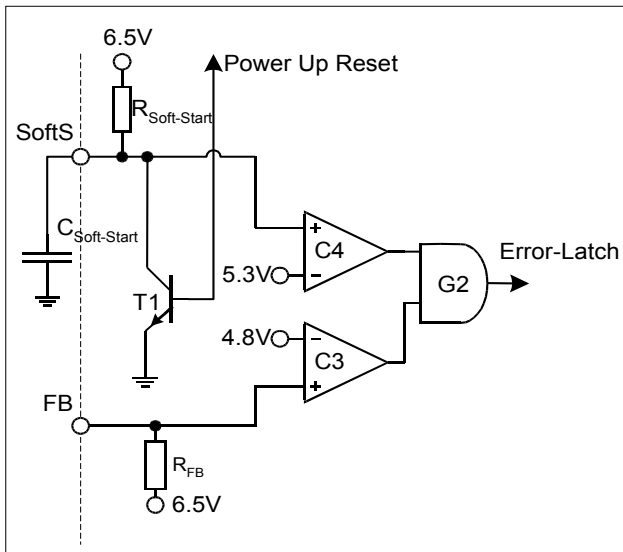 6.5V
Power Up Reset
R Soft-Start
SoftS
C Soft-Start
+
C4
-
5.3V
Error-Latch
G2
T1
4.8V
-
C3
+
FB
R FB
6.5V